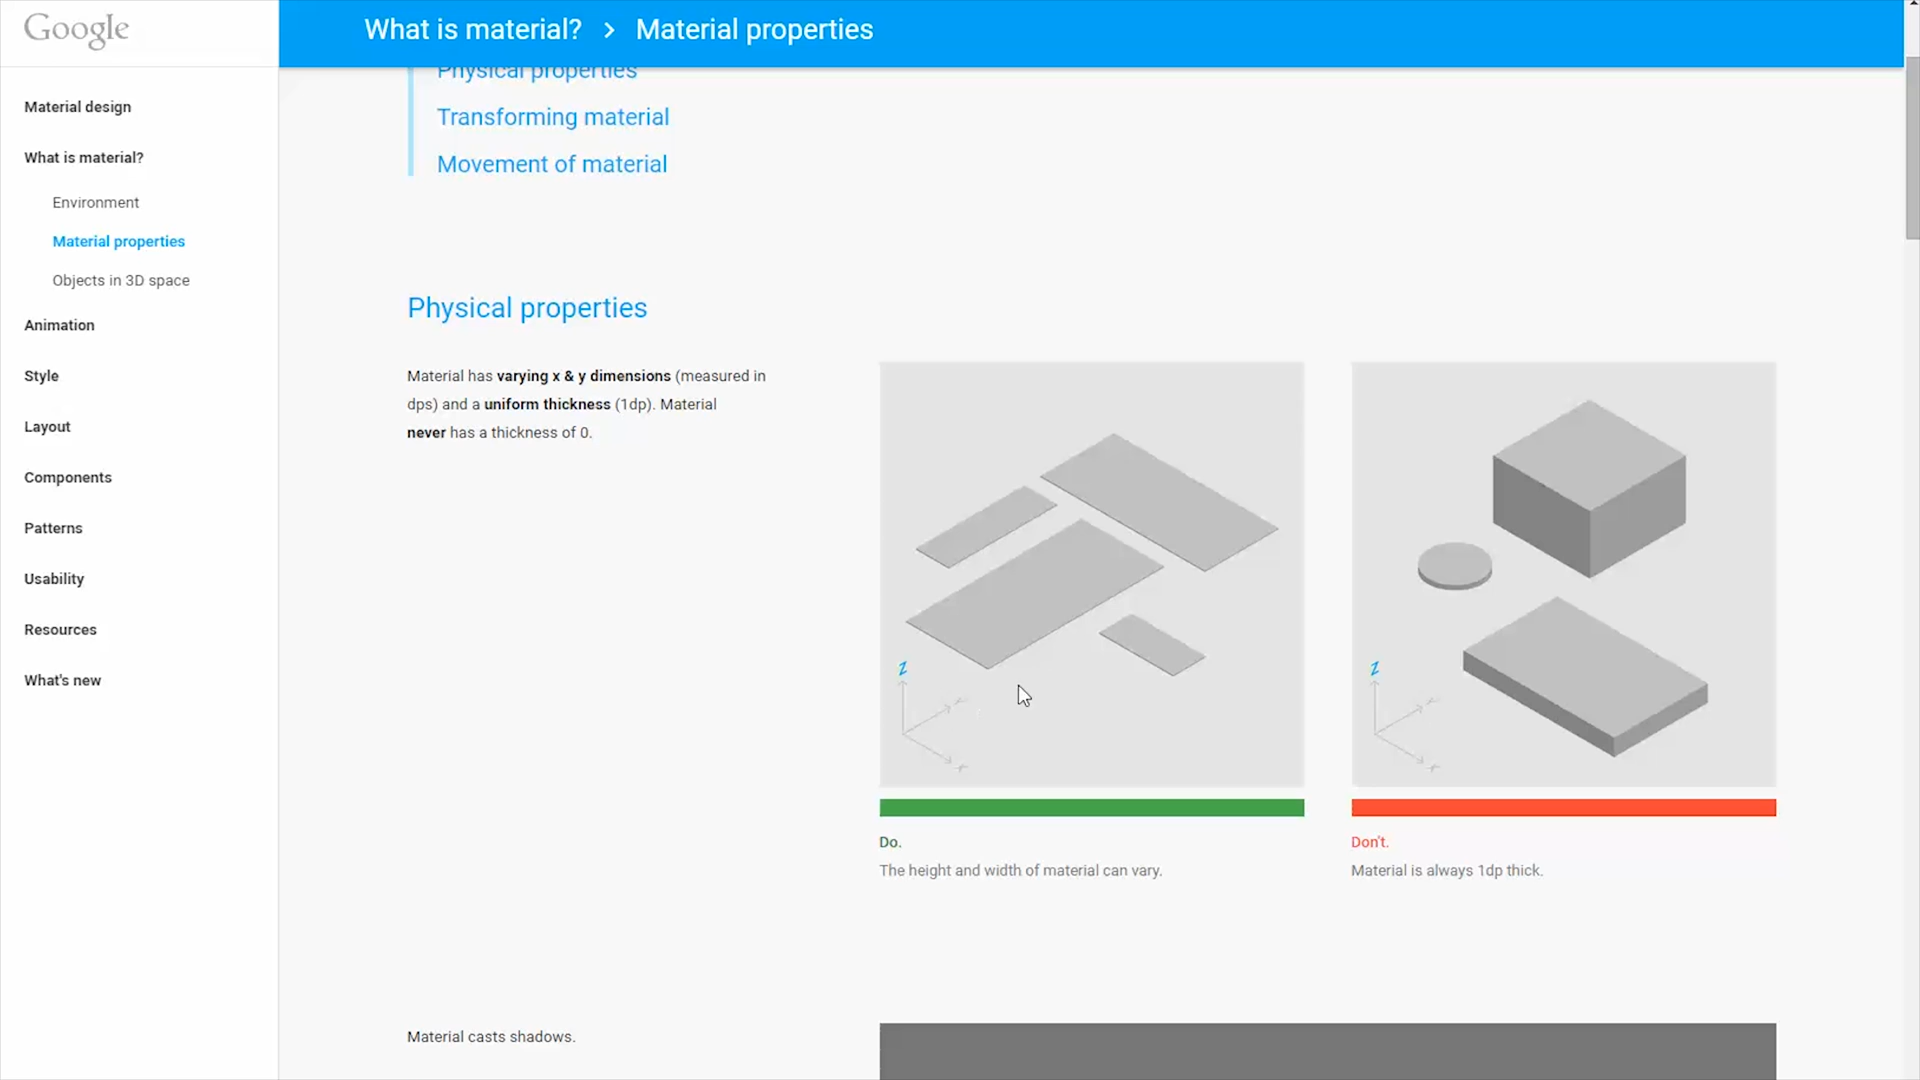 Google
What is material? > Material properties
Material design
What is material?
Environment
Material properties
Objects in 3D space
Animation
Style
Layout
Components
Patterns
Usability
Resources
What's new
Physical properties
Transforming material
Movement of material
Physical properties
Material has varying x & y dimensions (measured in
dps) and a uniform thickness (1dp). Material
never has a thickness of 0.
Z
Y
X
Z
Y
X
Do.
The height and width of material can vary.
Don't.
Material is always 1dp thick.
Material casts shadows.